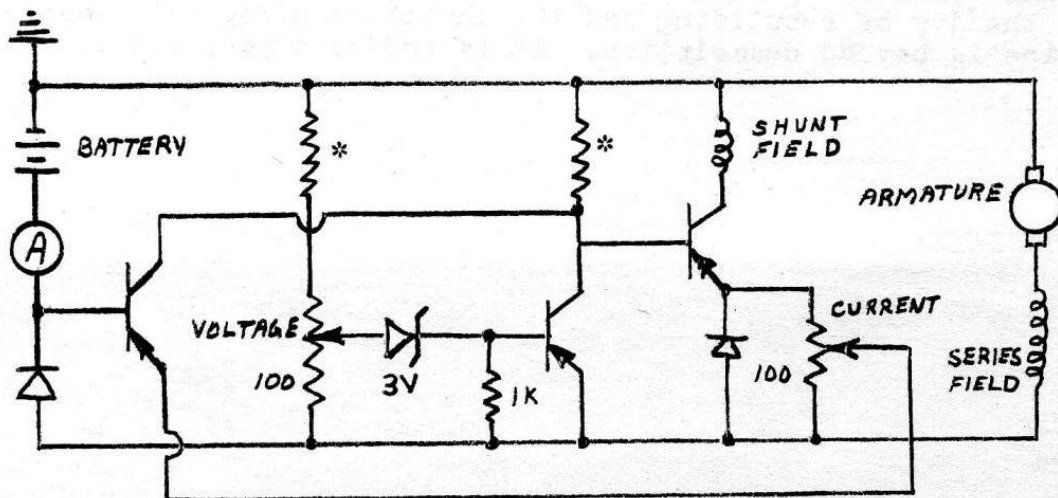 BATTERY
A
*
*
SHUNT
FIELD
ARMATURE
VOLTAGE
100
3V
1K
CURRENT
100
SERIES
FIELD